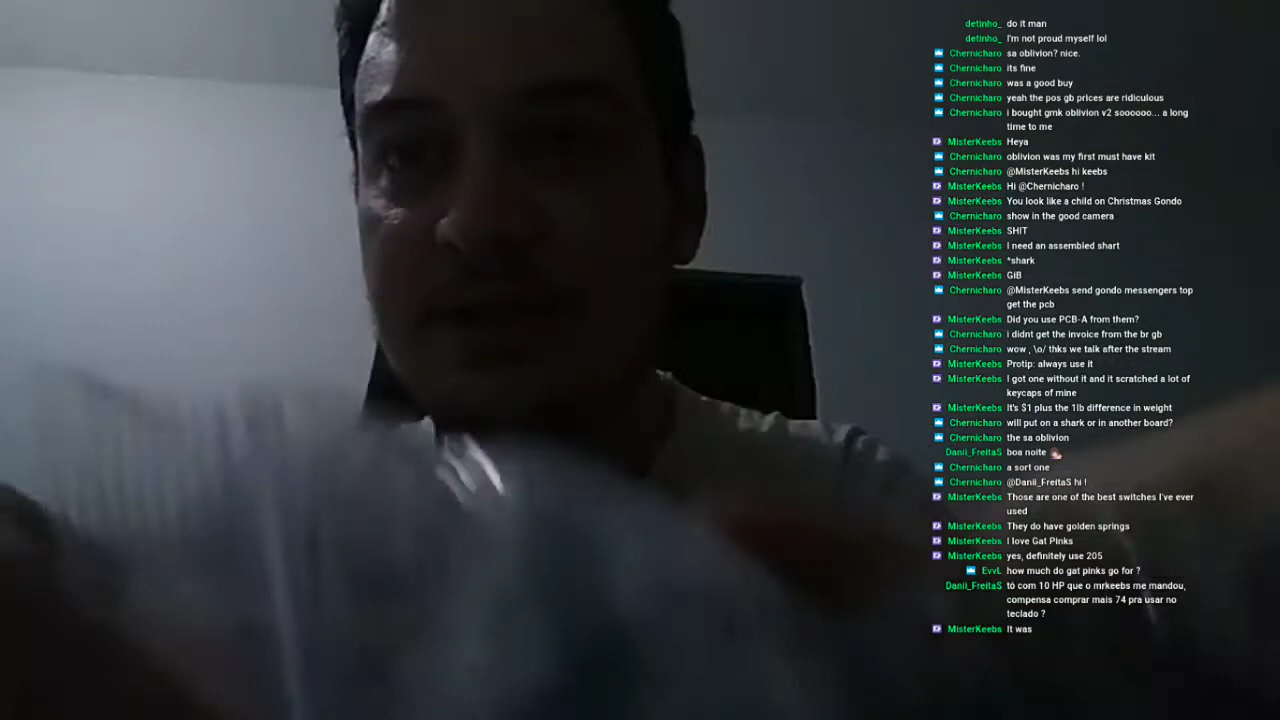 detinho_ do it man
detinho_ I'm not proud myself lol
Chernicharo sa oblivion? nice.
Chernicharo its fine
Chernicharo was a good buy
Chernicharo yeah the pos gb prices are ridiculous
Chernicharo i bought gmk oblivion v2 soooooo... a long
time to me
MisterKeebs Heya
Chernicharo oblivion was my first must have kit
Chernicharo @MisterKeebs hi keebs
MisterKeebs Hi @Chernicharo !
MisterKeebs You look like a child on Christmas Gondo
Chernicharo show in the good camera
MisterKeebs SHIT
MisterKeebs I need an assembled shart
MisterKeebs *shark
MisterKeebs GIB
Chernicharo @MisterKeebs send gondo messengers top
get the pcb
MisterKeebs Did you use PCB-A from them?
Chernicharo i didnt get the invoice from the br gb
Chernicharo wow , \o/ thks we talk after the stream
MisterKeebs Protip: always use it
MisterKeebs I got one without it and it scratched a lot of
keycaps of mine
MisterKeebs It's $1 plus the 1lb difference in weight
Chernicharo will put on a shark or in another board?
Chernicharo the sa oblivion
Danii_FreitaS boa noite
Chernicharo a sort one
Chernicharo @Danii_FreitaS hi !
MisterKeebs Those are one of the best switches I've ever
used
MisterKeebs They do have golden springs
MisterKeebs I love Gat Pinks
MisterKeebs yes, definitely use 205
EvvL how much do gat pinks go for ?
Danii_FreitaS tô com 10 HP que o mrkeebs me mandou,
compensa comprar mais 74 pra usar no
teclado ?
MisterKeebs It was